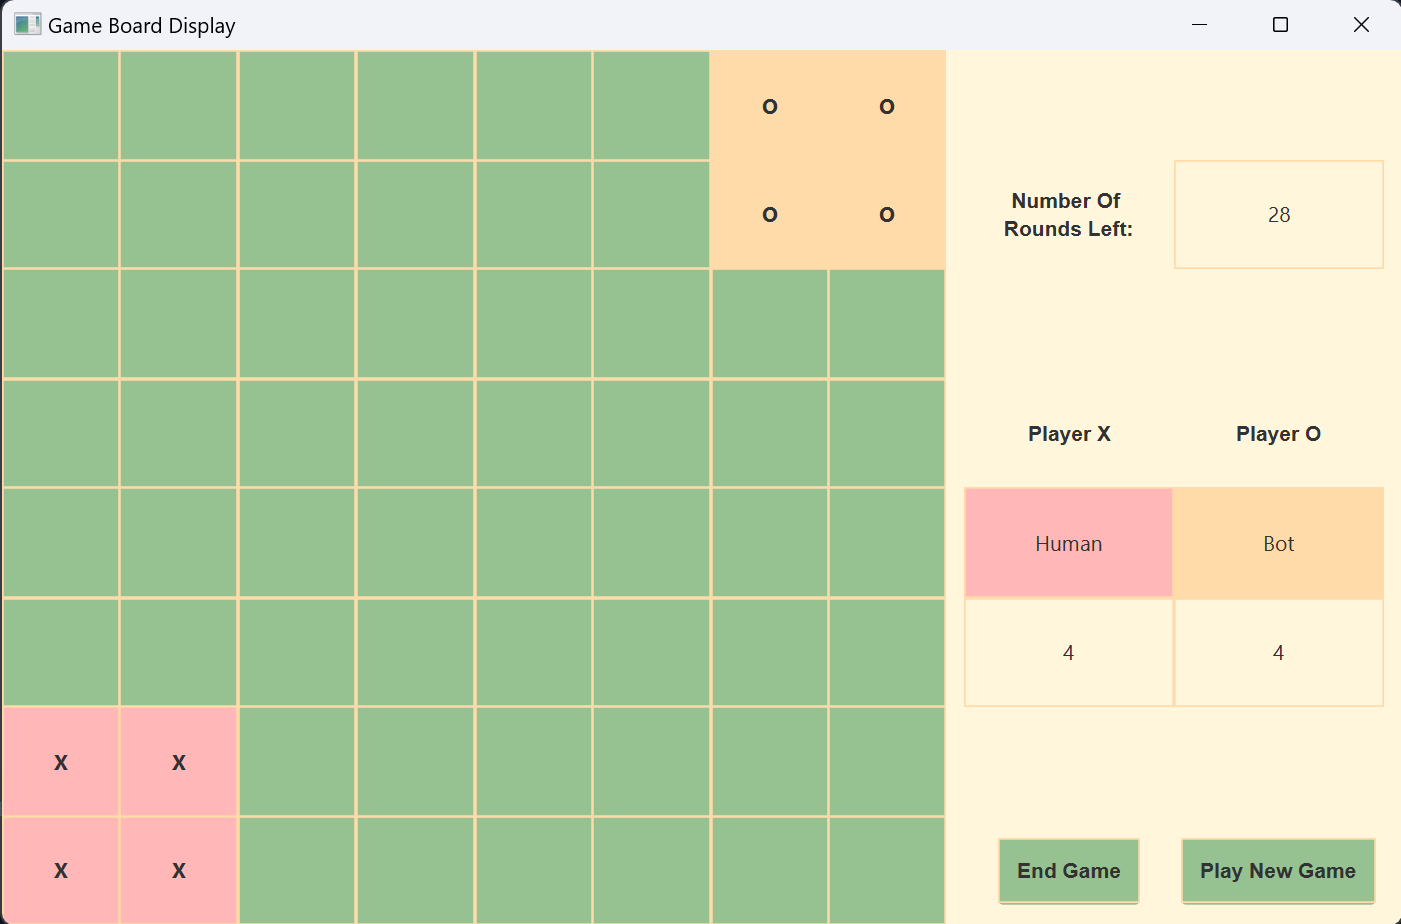 Game Board Display
O O
O O
Number Of
Rounds Left:
28
Player X Player O
Human Bot
4 4
X X
X X
End Game Play New Game